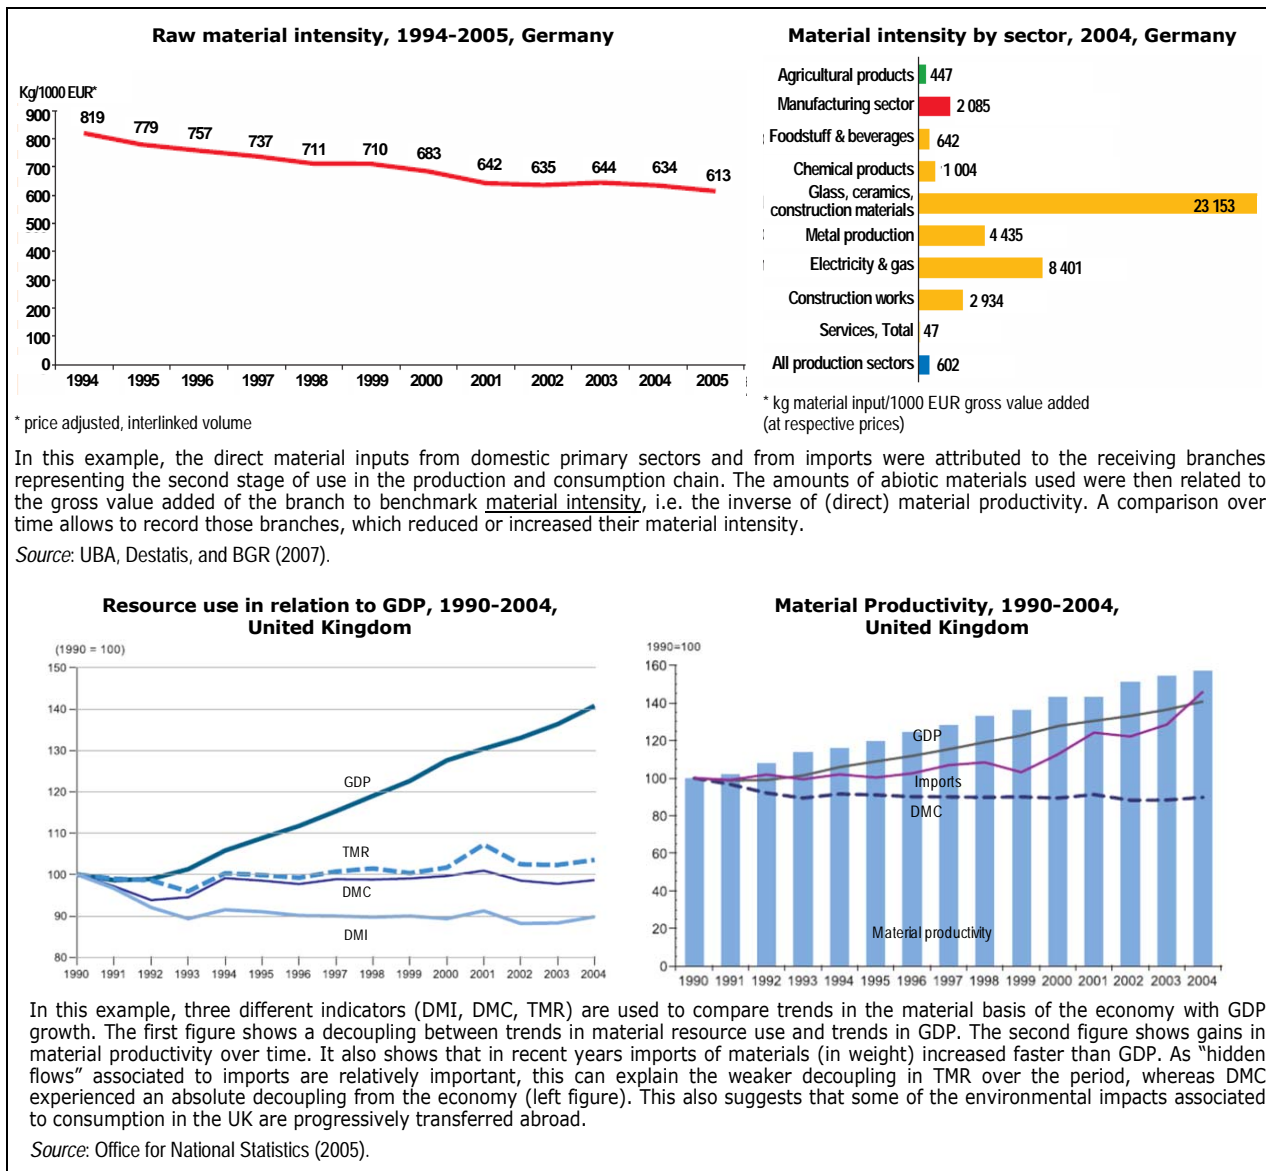 Raw material intensity, 1994-2005, Germany
Kg/1000 EUR*
900
800
700
600
500
400
300
200
100
0
819
779
757
737
711
710
683
642
635
644
634
613
1994
1995
1996
1997
1998
1999
2000
2001
2002
2003
2004
2005
* price adjusted, interlinked volume
Material intensity by sector, 2004, Germany
Agricultural products 447
Manufacturing sector 2 085
Foodstuff & beverages 642
Chemical products 1 004
Glass, ceramics,
construction materials 23 153
Metal production 4 435
Electricity & gas 8 401
Construction works 2 934
Services, Total 47
All production sectors 602
* kg material input/1000 EUR gross value added
(at respective prices)
In this example, the direct material inputs from domestic primary sectors and from imports were attributed to the receiving branches
representing the second stage of use in the production and consumption chain. The amounts of abiotic materials used were then related to
the gross value added of the branch to benchmark material intensity, i.e. the inverse of (direct) material productivity. A comparison over
time allows to record those branches, which reduced or increased their material intensity.
Source: UBA, Destatis, and BGR (2007).
Resource use in relation to GDP, 1990-2004,
United Kingdom
(1990 = 100)
150
140
130
120
110
100
90
80
GDP
TMR
DMC
DMI
1990 1991 1992 1993 1994 1995 1996 1997 1998 1999 2000 2001 2002 2003 2004
Material Productivity, 1990-2004,
United Kingdom
1990=100
160
140
120
100
80
60
40
20
0
GDP
Imports
DMC
Material productivity
1990 1991 1992 1993 1994 1995 1996 1997 1998 1999 2000 2001 2002 2003 2004
In this example, three different indicators (DMI, DMC, TMR) are used to compare trends in the material basis of the economy with GDP
growth. The first figure shows a decoupling between trends in material resource use and trends in GDP. The second figure shows gains in
material productivity over time. It also shows that in recent years imports of materials (in weight) increased faster than GDP. As “hidden
flows” associated to imports are relatively important, this can explain the weaker decoupling in TMR over the period, whereas DMC
experienced an absolute decoupling from the economy (left figure). This also suggests that some of the environmental impacts associated
to consumption in the UK are progressively transferred abroad.
Source: Office for National Statistics (2005).